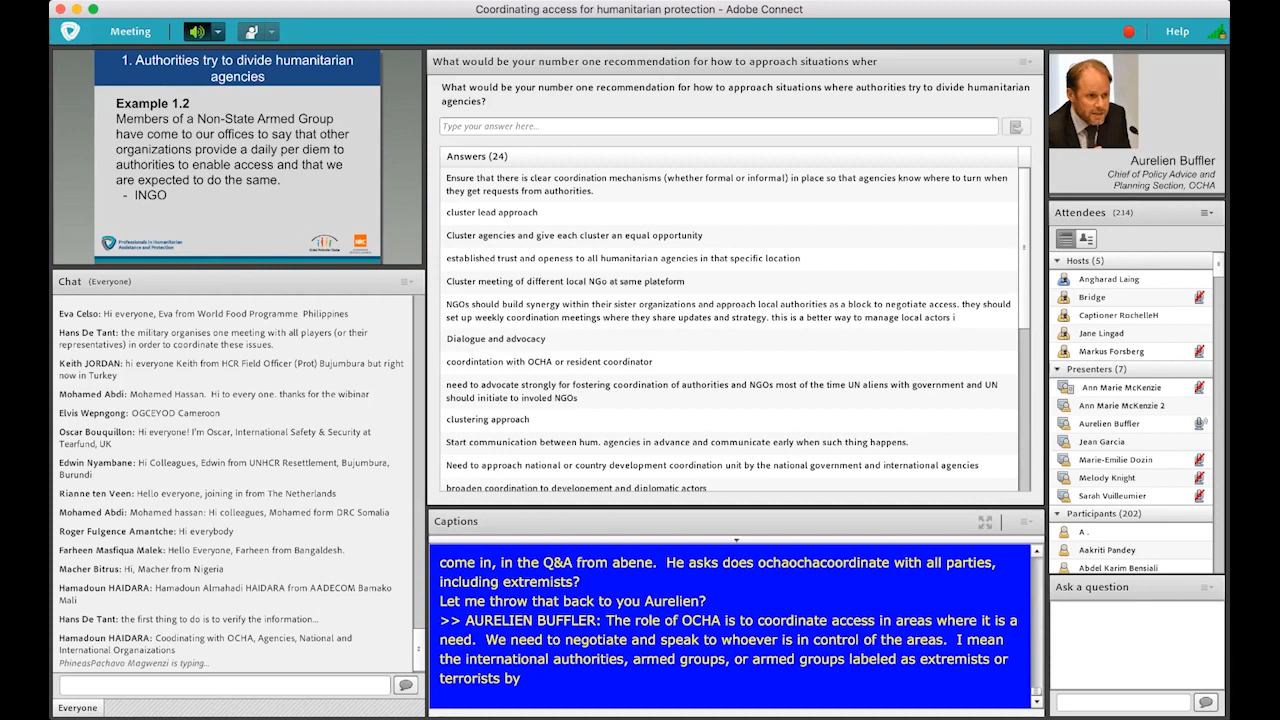 Coordinating access for humanitarian protection - Adobe Connect
Meeting
Help
1. Authorities try to divide humanitarian
agencies
Example 1.2
Members of a Non-State Armed Group
have come to our offices to say that other
organizations provide a daily per diem to
authorities to enable access and that we
are expected to do the same.
- INGO
Professionals in Humanitarian
Assistance and Protection
NRC
Chat (Everyone)
Eva Celso: Hi everyone, Eva from World Food Programme Philippines
Hans De Tant: the military organises one meeting with all players (or their
representatives) in order to coordinate these issues.
Keith JORDAN: hi everyone Keith from HCR Field Officer (Prot) Bujumbura but right
now in Turkey
Mohamed Abdi: Mohamed Hassan. Hi to every one. thanks for the wibinar
Elvis Wepngong: OGCEYOD Cameroon
Oscar Bouquillon: Hi everyone! I'm Oscar, International Safety & Security at
Tearfund, UK
Edwin Nyambane: Hi Colleagues, Edwin from UNHCR Resettlement, Bujumbura,
Burundi
Rianne ten Veen: Hello everyone, joining in from The Netherlands
Mohamed Abdi: Mohamed hassan: Hi colleagues, Mohamed form DRC Somalia
Roger Fulgence Amantche: Hi everybody
Farheen Masfiqua Malek: Hello Everyone, Farheen from Bangaldesh.
Macher Bitrus: Hi, Macher from Nigeria
Hamadoun HAIDARA: Hamadoun Almahadi HAIDARA from AADECOM Bamako
Mali
Hans De Tant: the first thing to do is to verify the information...
Hamadoun HAIDARA: Coodinating with OCHA, Agencies, National and
International Orgnaizations
PhineasPachavo Magwenzi is typing...
Everyone
What would be your number one recommendation for how to approach situations wher
What would be your number one recommendation for how to approach situations where authorities try to divide humanitarian
agencies?
Type your answer here...
Answers (24)
Ensure that there is clear coordination mechanisms (whether formal or informal) in place so that agencies know where to turn when
they get requests from authorities.
cluster lead approach
Cluster agencies and give each cluster an equal opportunity
established trust and openess to all humanitarian agencies in that specific location
Cluster meeting of different local NGo at same plateform
NGOs should build synergy within their sister organizations and approach local authorities as a block to negotiate access. they should
set up weekly coordination meetings where they share updates and strategy. this is a better way to manage local actors i
Dialogue and advocacy
coordintation with OCHA or resident coordinator
need to advocate strongly for fostering coordination of authorities and NGOs most of the time UN aliens with government and UN
should initiate to involed NGOs
clustering approach
Start communication between hum. agencies in advance and communicate early when such thing happens.
Need to approach national or country development coordination unit by the national government and international agencies
broaden coordination to developement and diplomatic actors
Captions
come in, in the Q&A from abene. He asks does ochaochacoordinate with all parties,
including extremists?
Let me throw that back to you Aurelien?
>> AURELIEN BUFFLER: The role of OCHA is to coordinate access in areas where it is a
need. We need to negotiate and speak to whoever is in control of the areas. I mean
the international authorities, armed groups, or armed groups labeled as extremists or
terrorists by
Aurelien Buffler
Chief of Policy Advice and
Planning Section, OCHA
Attendees (214)
Hosts (5)
Angharad Laing
Bridge
Captioner RochelleH
Jane Lingad
Markus Forsberg
Presenters (7)
Ann Marie McKenzie
Ann Marie McKenzie 2
Aurelien Buffler
Jean Garcia
Marie-Emilie Dozin
Melody Knight
Sarah Vuilleumier
Participants (202)
A .
Aakriti Pandey
Abdel Karim Bensiali
Ask a question